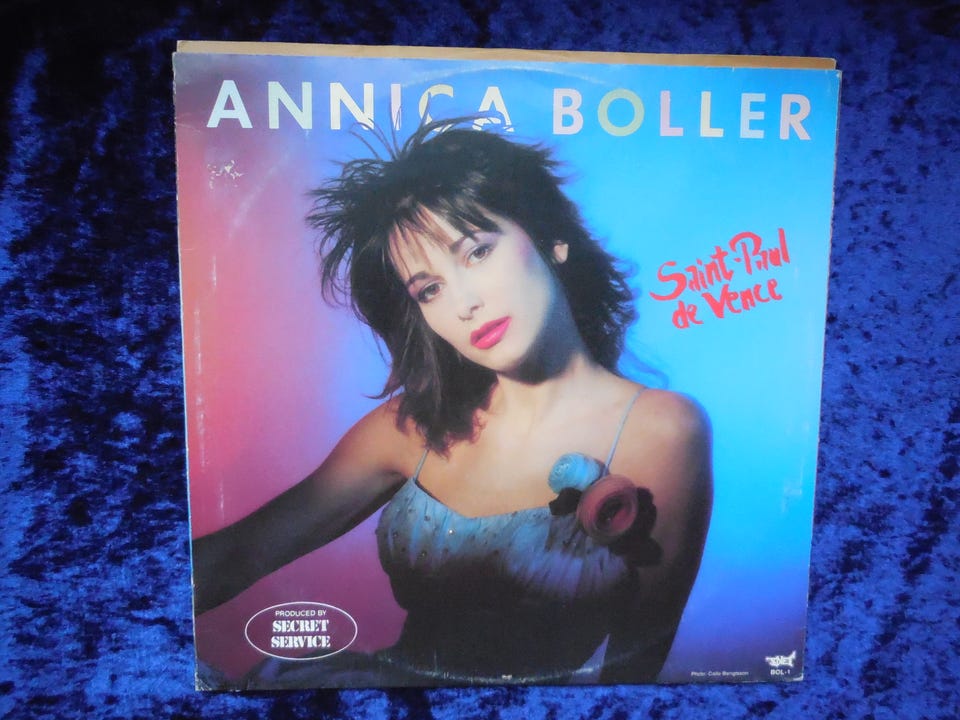 ANNICA BOLLER
Saint-Paul
de Vence
PRODUCED BY
SECRET
SERVICE
Photo: Calle Bengtsson
BOL-1